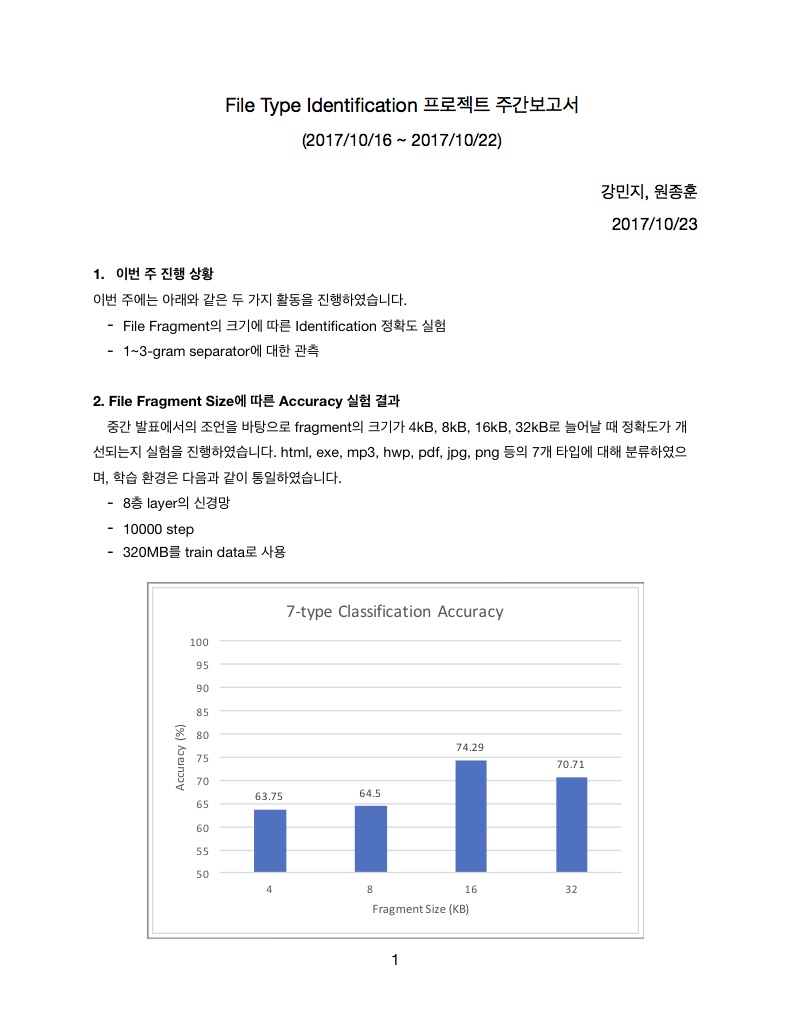 File Type Identification 프로젝트 주간보고서
(2017/10/16 ~ 2017/10/22)
강민지, 원종훈
2017/10/23
1. 이번 주 진행 상황
이번 주에는 아래와 같은 두 가지 활동을 진행하였습니다.
- File Fragment의 크기에 따른 Identification 정확도 실험
- 1~3-gram separator에 대한 관측
2. File Fragment Size에 따른 Accuracy 실험 결과
중간 발표에서의 조언을 바탕으로 fragment의 크기가 4kB, 8kB, 16kB, 32kB로 늘어날 때 정확도가 개
선되는지 실험을 진행하였습니다. html, exe, mp3, hwp, pdf, jpg, png 등의 7개 타입에 대해 분류하였으
며, 학습 환경은 다음과 같이 통일하였습니다.
- 8층 layer의 신경망
- 10000 step
- 320MB를 train data로 사용
7-type Classification Accuracy
100
95
90
85
80
75
70
65
60
55
50
Accuracy (%)
63.75
64.5
74.29
70.71
4 8 16 32
Fragment Size (KB)
1